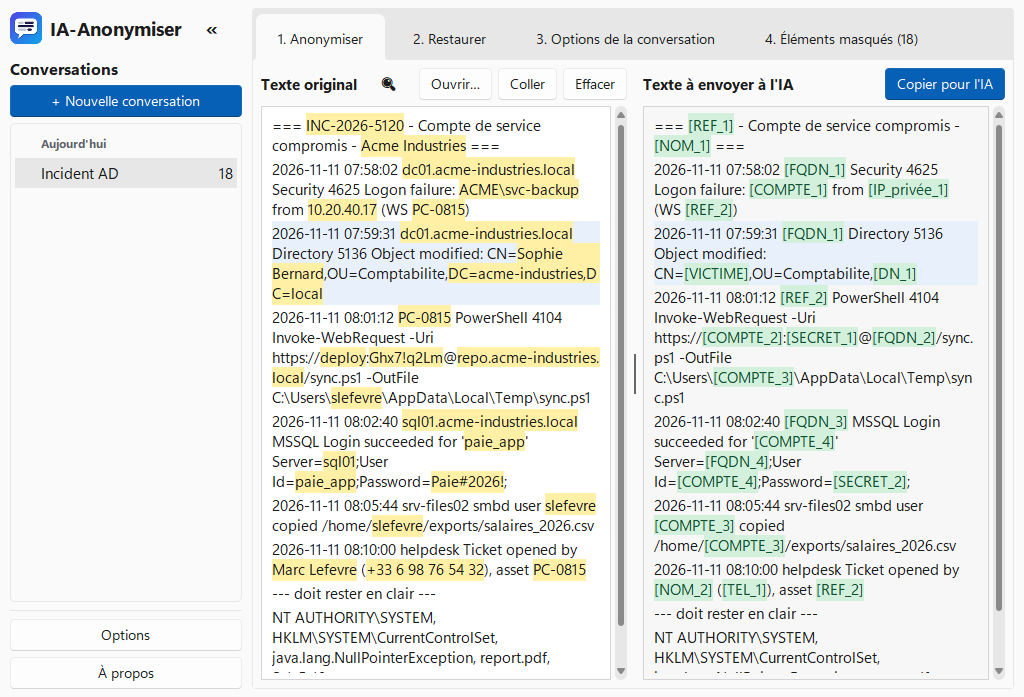 IA-Anonymiser «
Conversations
+ Nouvelle conversation
Aujourd'hui
Incident AD 18
Options
À propos
1. Anonymiser
2. Restaurer
3. Options de la conversation
4. Éléments masqués (18)
Texte original
Ouvrir...
Coller
Effacer
=== INC-2026-5120 - Compte de service
compromis - Acme Industries ===
2026-11-11 07:58:02 dc01.acme-industries.local
Security 4625 Logon failure: ACME\svc-backup
from 10.20.40.17 (WS PC-0815)
2026-11-11 07:59:31 dc01.acme-industries.local
Directory 5136 Object modified: CN=Sophie
Bernard,OU=Comptabilite,DC=acme-industries,D
C=local
2026-11-11 08:01:12 PC-0815 PowerShell 4104
Invoke-WebRequest -Uri
https://deploy:Ghx7!q2Lm@repo.acme-industries.
local/sync.ps1 -OutFile
C:\Users\slefevre\AppData\Local\Temp\sync.ps1
2026-11-11 08:02:40 sql01.acme-industries.local
MSSQL Login succeeded for 'paie_app'
Server=sql01;User
Id=paie_app;Password=Paie#2026!;
2026-11-11 08:05:44 srv-files02 smbd user slefevre
copied /home/slefevre/exports/salaires_2026.csv
2026-11-11 08:10:00 helpdesk Ticket opened by
Marc Lefevre (+33 6 98 76 54 32), asset PC-0815
--- doit rester en clair ---
NT AUTHORITY\SYSTEM,
HKLM\SYSTEM\CurrentControlSet,
java.lang.NullPointerException, report.pdf,
Texte à envoyer à l'IA
Copier pour l'IA
=== [REF_1] - Compte de service compromis -
[NOM_1] ===
2026-11-11 07:58:02 [FQDN_1] Security 4625
Logon failure: [COMPTE_1] from [IP_privée_1]
(WS [REF_2])
2026-11-11 07:59:31 [FQDN_1] Directory 5136
Object modified:
CN=[VICTIME],OU=Comptabilite,[DN_1]
2026-11-11 08:01:12 [REF_2] PowerShell 4104
Invoke-WebRequest -Uri
https://[COMPTE_2]:[SECRET_1]@[FQDN_2]/sync.
ps1 -OutFile
C:\Users\[COMPTE_3]\AppData\Local\Temp\syn
c.ps1
2026-11-11 08:02:40 [FQDN_3] MSSQL Login
succeeded for '[COMPTE_4]'
Server=[FQDN_4];User
Id=[COMPTE_4];Password=[SECRET_2];
2026-11-11 08:05:44 srv-files02 smbd user
[COMPTE_3] copied
/home/[COMPTE_3]/exports/salaires_2026.csv
2026-11-11 08:10:00 helpdesk Ticket opened by
[NOM_2] ([TEL_1]), asset [REF_2]
--- doit rester en clair ---
NT AUTHORITY\SYSTEM,
HKLM\SYSTEM\CurrentControlSet,